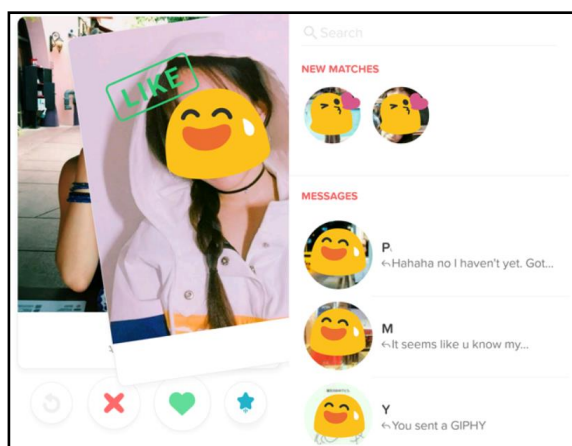 LIKE
Search
NEW MATCHES
MESSAGES
P.
Hahaha no I haven't yet. Got...
M
It seems like u know my...
Y
You sent a GIPHY